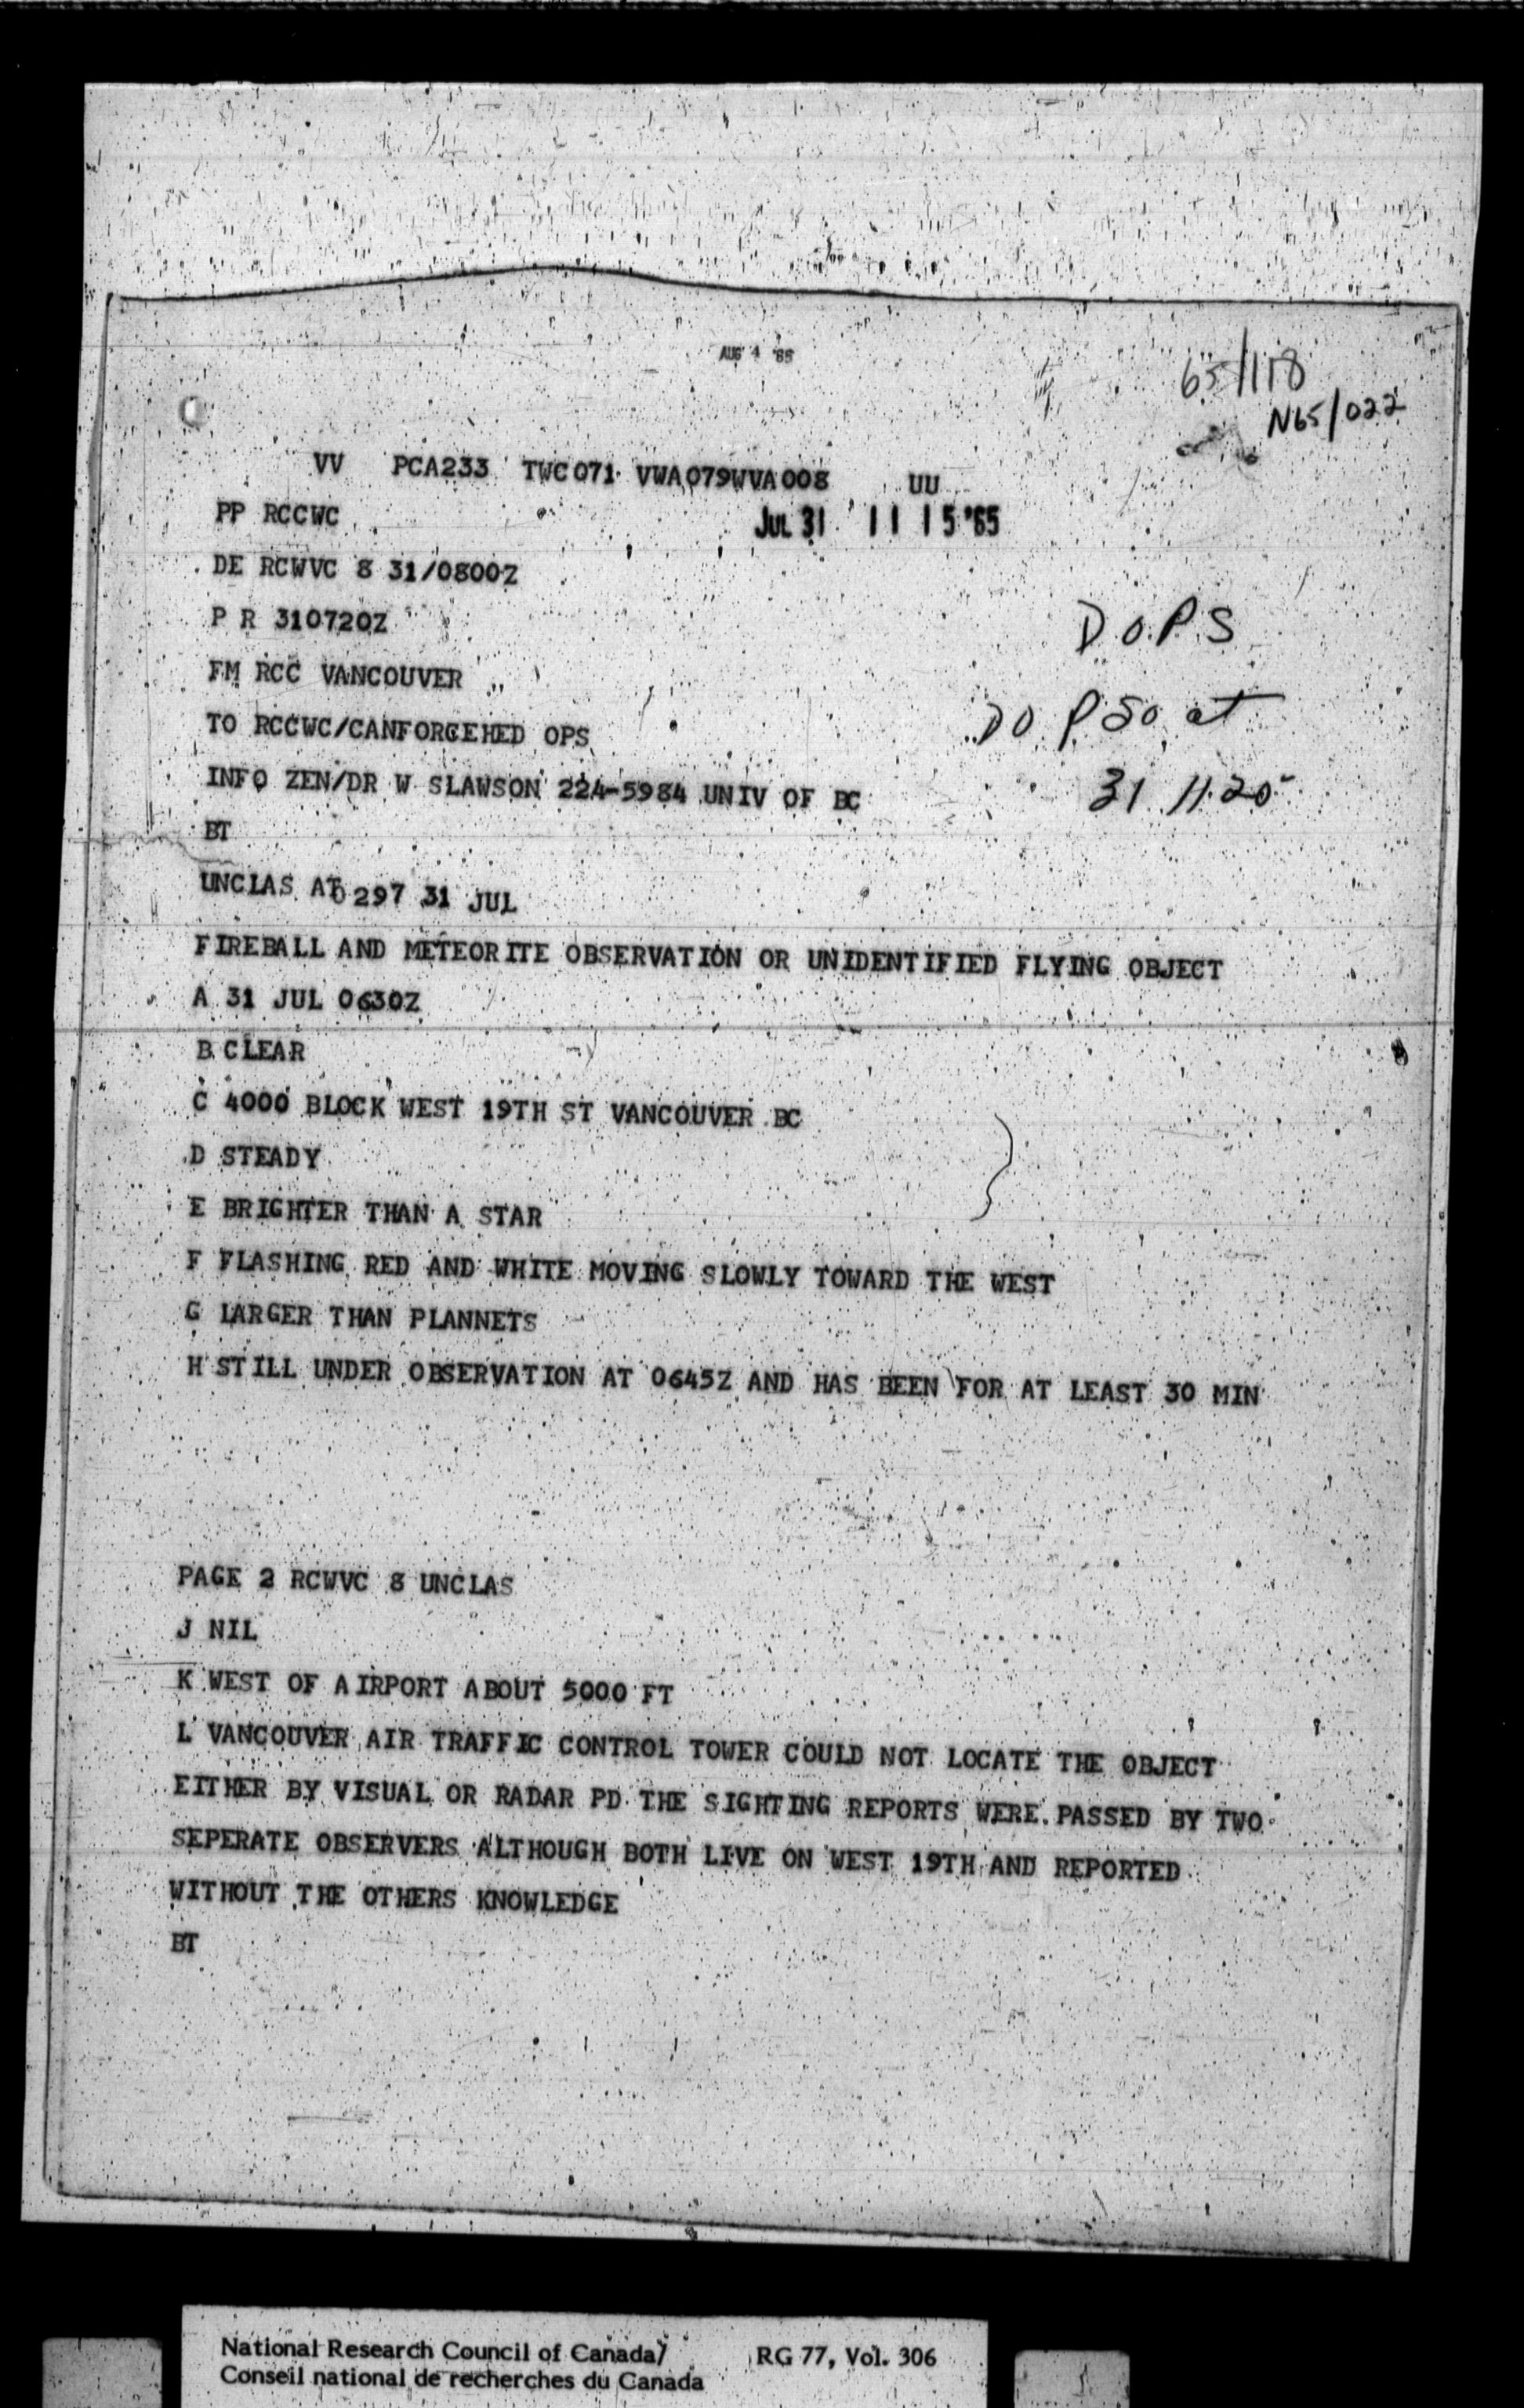 AUG 4 '65
65/118
N65/022
VV PCA233 TWC071 VWA079WVA008 UU
PP RCCWC JUL 31 11 15 '65
DE RCWVC 8 31/0800Z
P R 310720Z
D.O.P.S
FM RCC VANCOUVER
TO RCCWC/CANFORCEHED OPS
DO at
INFO ZEN/DR W SLAWSON 224-5984 UNIV OF BC
31 11.20
BT
UNCLAS AT0297 31 JUL
FIREBALL AND METEORITE OBSERVATION OR UNIDENTIFIED FLYING OBJECT
A 31 JUL 0630Z
B CLEAR
C 4000 BLOCK WEST 19TH ST VANCOUVER BC
D STEADY
E BRIGHTER THAN A STAR
F FLASHING RED AND WHITE MOVING SLOWLY TOWARD THE WEST
G LARGER THAN PLANNETS
H STILL UNDER OBSERVATION AT 0645Z AND HAS BEEN FOR AT LEAST 30 MIN
PAGE 2 RCWVC 8 UNCLAS
J NIL
K WEST OF AIRPORT ABOUT 5000 FT
L VANCOUVER AIR TRAFFIC CONTROL TOWER COULD NOT LOCATE THE OBJECT
EITHER BY VISUAL OR RADAR PD THE SIGHTING REPORTS WERE PASSED BY TWO
SEPERATE OBSERVERS ALTHOUGH BOTH LIVE ON WEST 19TH AND REPORTED
WITHOUT THE OTHERS KNOWLEDGE
BT
National Research Council of Canada/ RG 77, Vol. 306
Conseil national de recherches du Canada